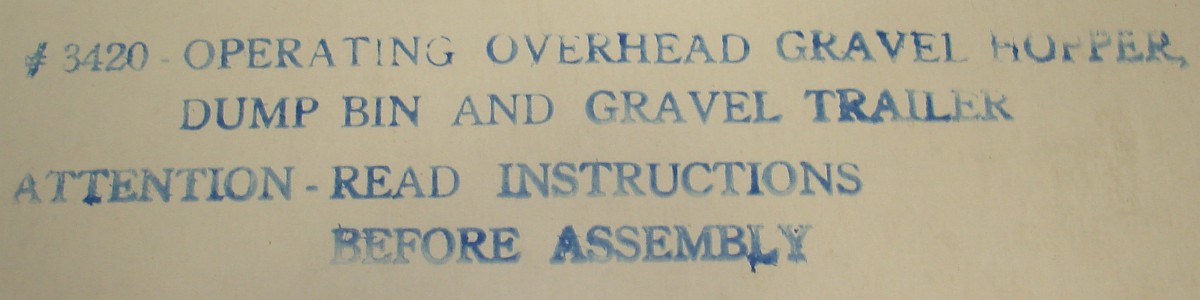 # 3420 - OPERATING OVERHEAD GRAVEL HOPPER,
DUMP BIN AND GRAVEL TRAILER
ATTENTION - READ INSTRUCTIONS
BEFORE ASSEMBLY